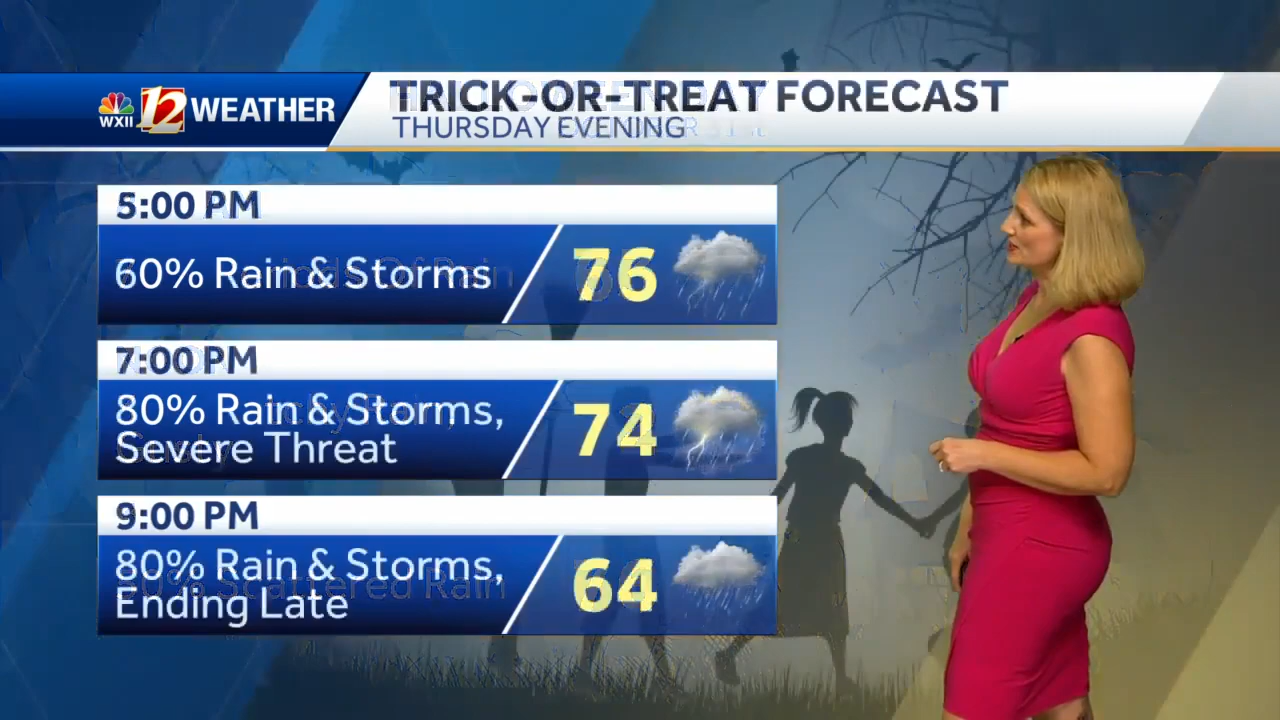 WXII 12 WEATHER
TRICK-OR-TREAT FORECAST
THURSDAY EVENING
5:00 PM
60% Rain & Storms
76
7:00 PM
80% Rain & Storms,
Severe Threat
74
9:00 PM
80% Rain & Storms,
Ending Late
64